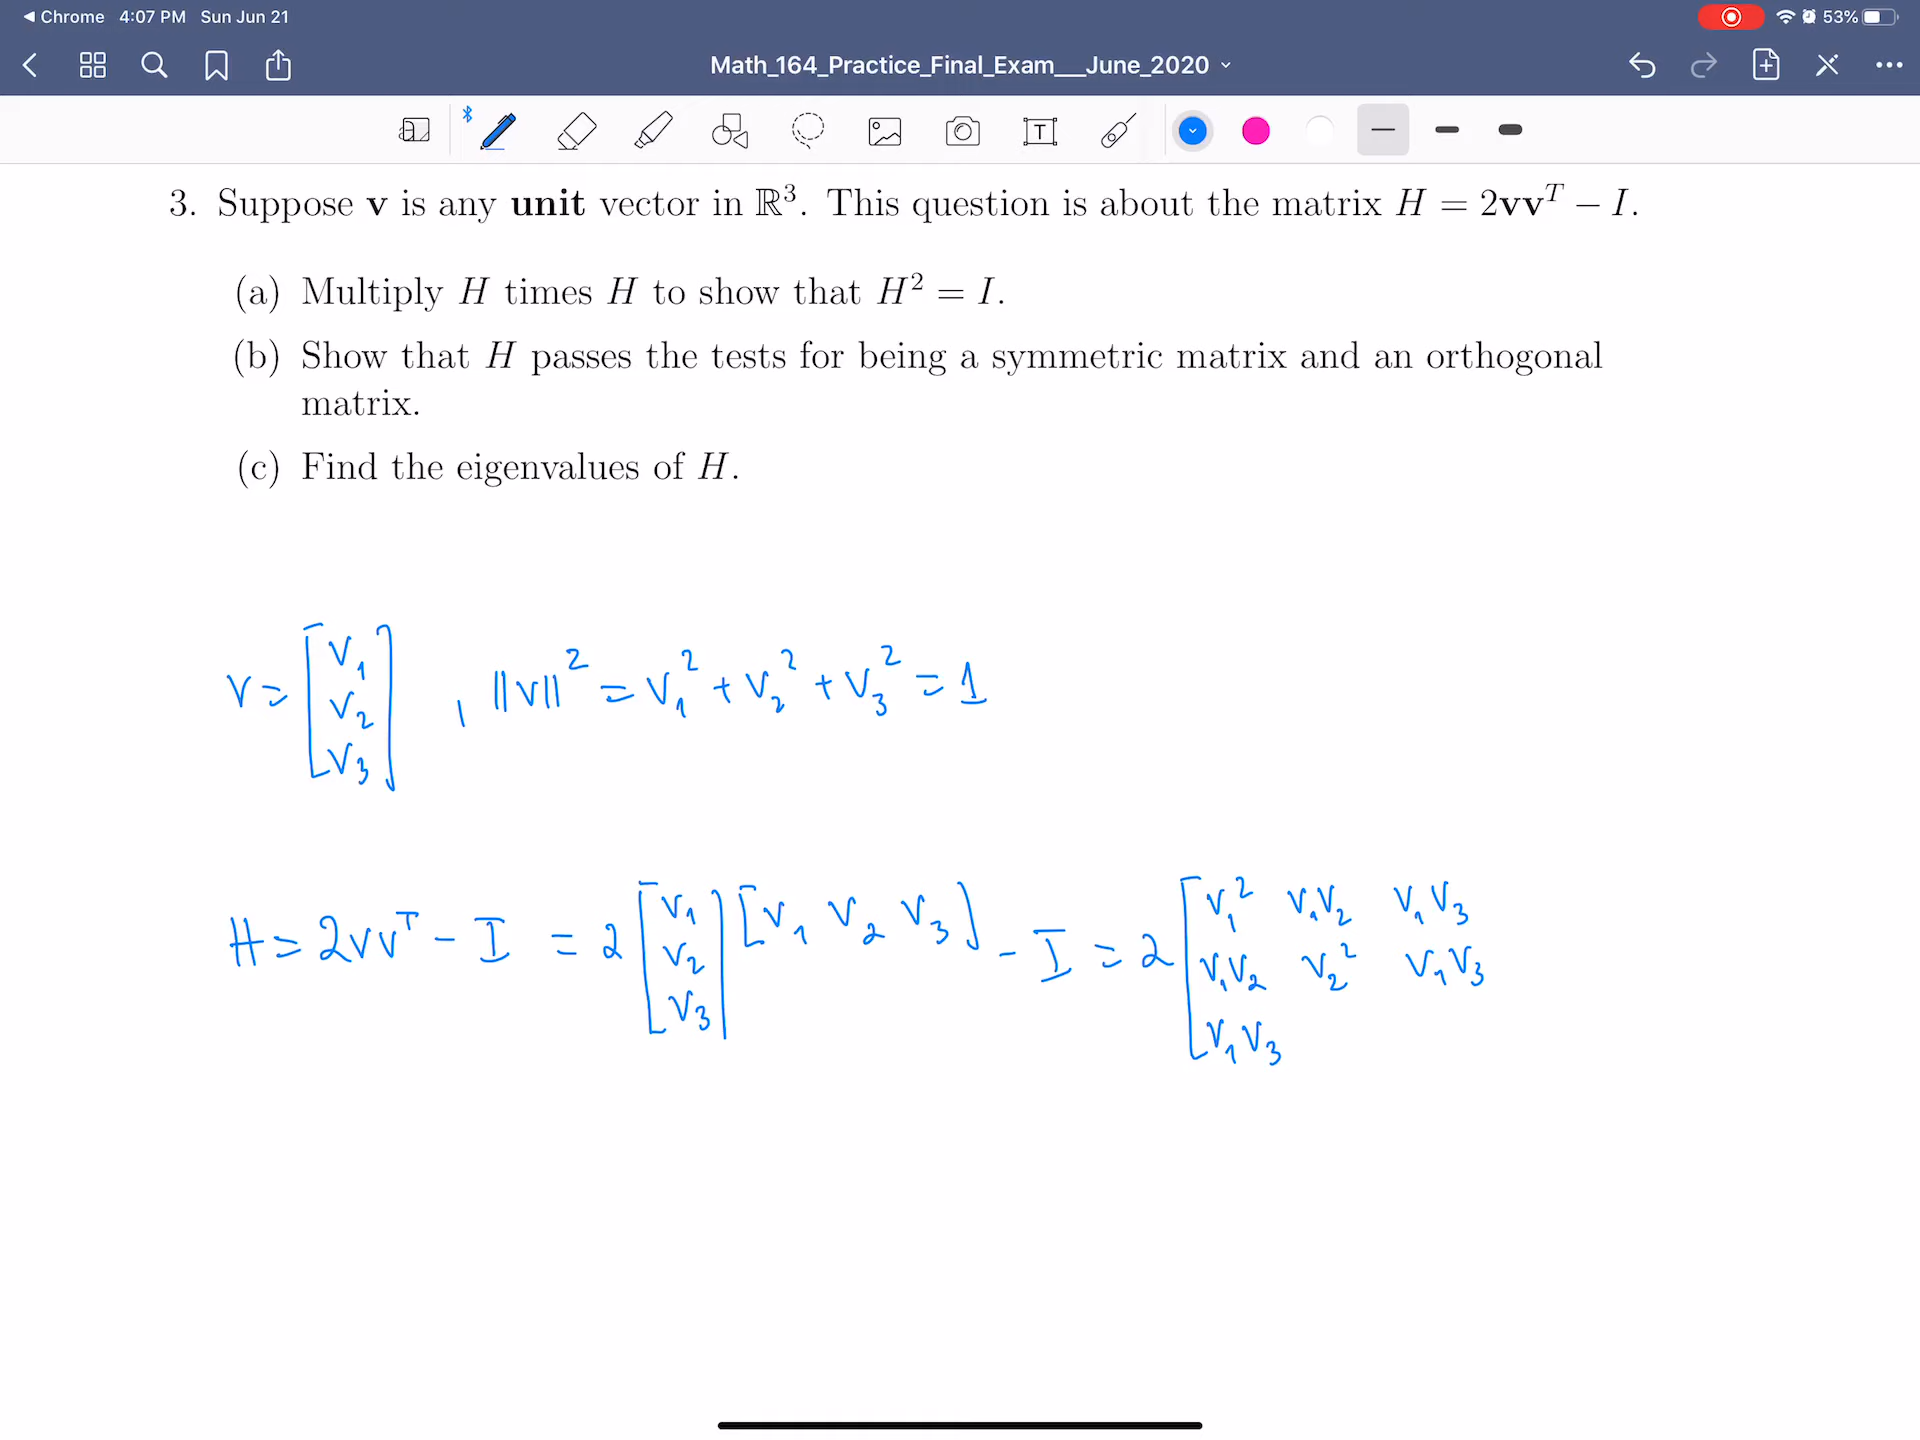 ◀ Chrome 4:07 PM Sun Jun 21 53%
Math_164_Practice_Final_Exam___June_2020
3. Suppose v is any unit vector in ℝ³. This question is about the matrix H = 2vvᵀ − I.
(a) Multiply H times H to show that H² = I.
(b) Show that H passes the tests for being a symmetric matrix and an orthogonal
matrix.
(c) Find the eigenvalues of H.
v = [v₁ v₂ v₃] , ||v||² = v₁² + v₂² + v₃² = 1
H = 2vvᵀ − I = 2 [v₁ v₂ v₃] [v₁ v₂ v₃] − I = 2 [v₁² v₁v₂ v₁v₃
v₁v₂ v₂² v₁v₃
v₁v₃